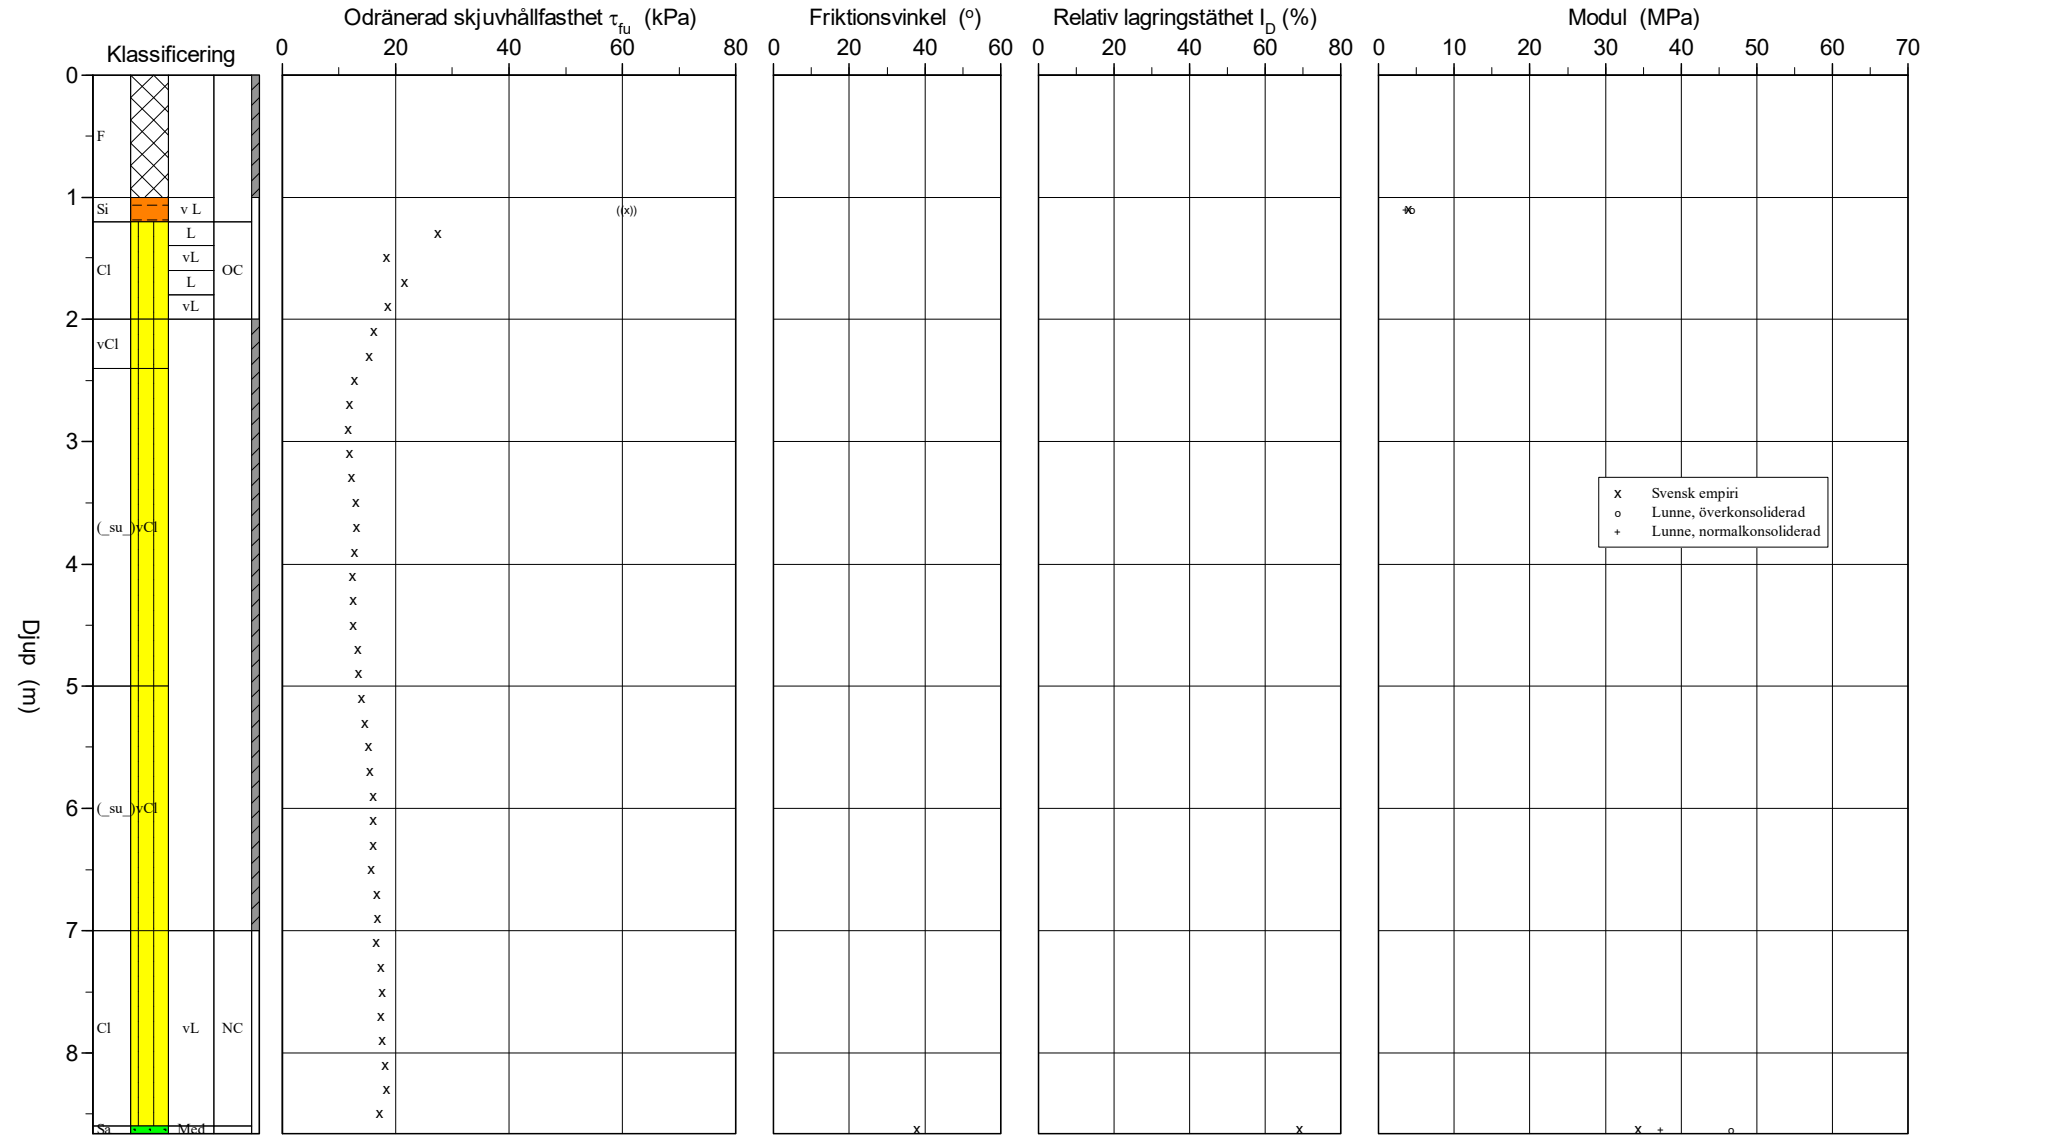 Odränerad skjuvhållfasthet τfu (kPa)
Friktionsvinkel (o)
Relativ lagringstäthet ID (%)
Modul (MPa)
Klassificering
0 20 40 60 80
0 20 40 60
0 20 40 60 80
0 10 20 30 40 50 60 70
0
F
1
Si v L
((x))
L
vL
Cl OC
L
vL
2
vCl
3
x Svensk empiri
o Lunne, överkonsoliderad
+ Lunne, normalkonsoliderad
(_su_)vCl
4
Djup (m)
5
6
(_su_)vCl
7
Cl vL NC
8
Sa Med